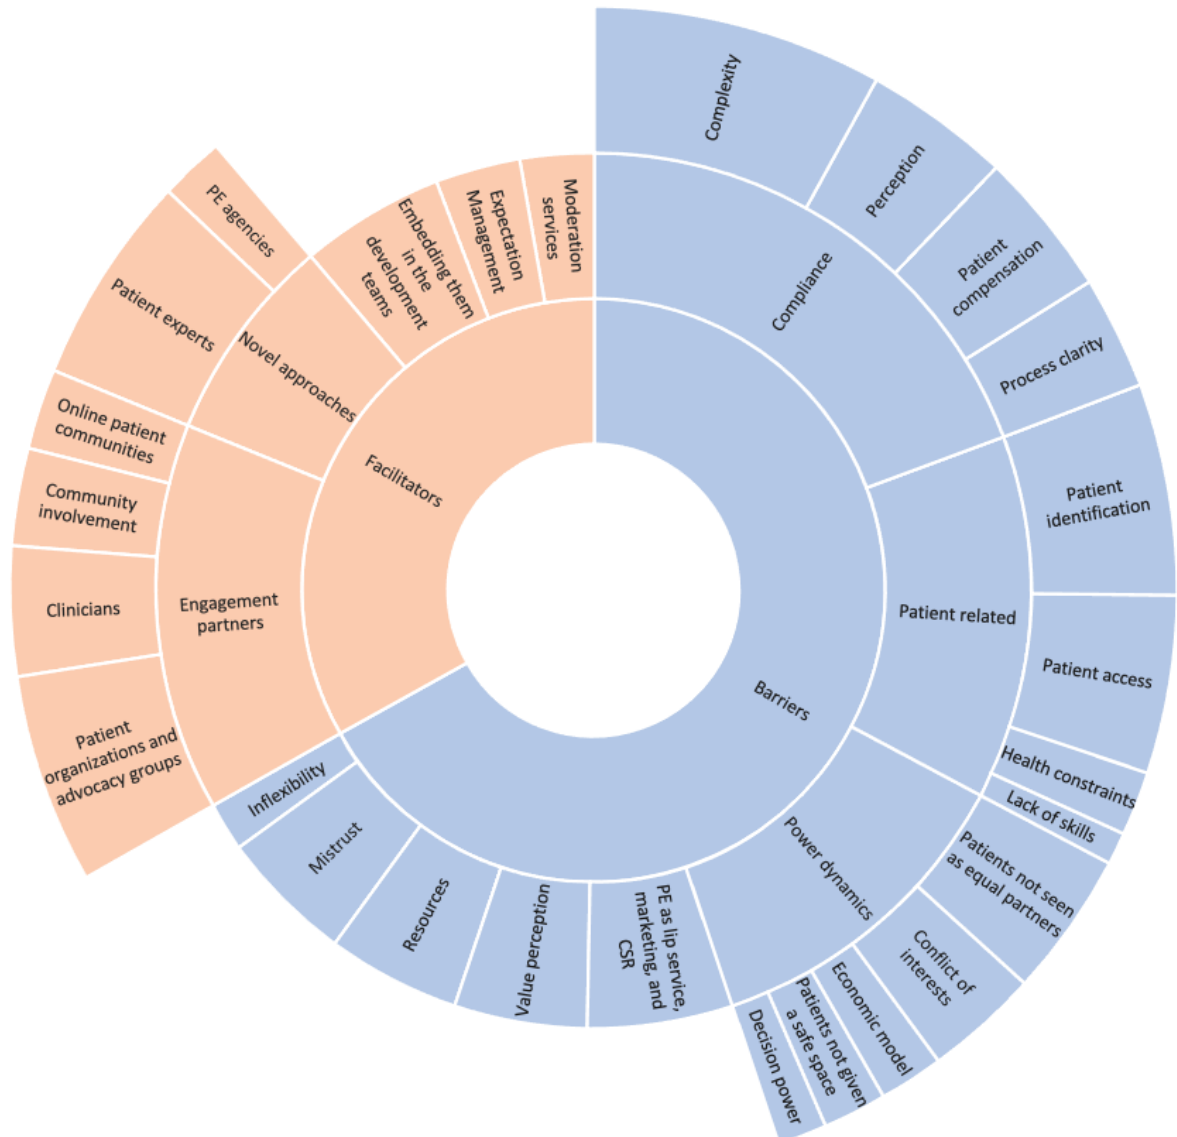 Complexity
Perception
Patient
compensation
Process clarity
Patient
identification
Patient access
Health constraints
Lack of skills
Patients not seen
as equal partners
Conflict of
interests
Economic model
Patients not given
a safe space
Decision power
Compliance
Patient related
Power dynamics
PE as lip service,
marketing, and
CSR
Value perception
Resources
Mistrust
Inflexibility
Barriers
Facilitators
Moderation
services
Expectation
Management
Embedding them
in the
development
teams
Novel approaches
Engagement
partners
PE agencies
Patient experts
Online patient
communities
Community
involvement
Clinicians
Patient
organizations and
advocacy groups